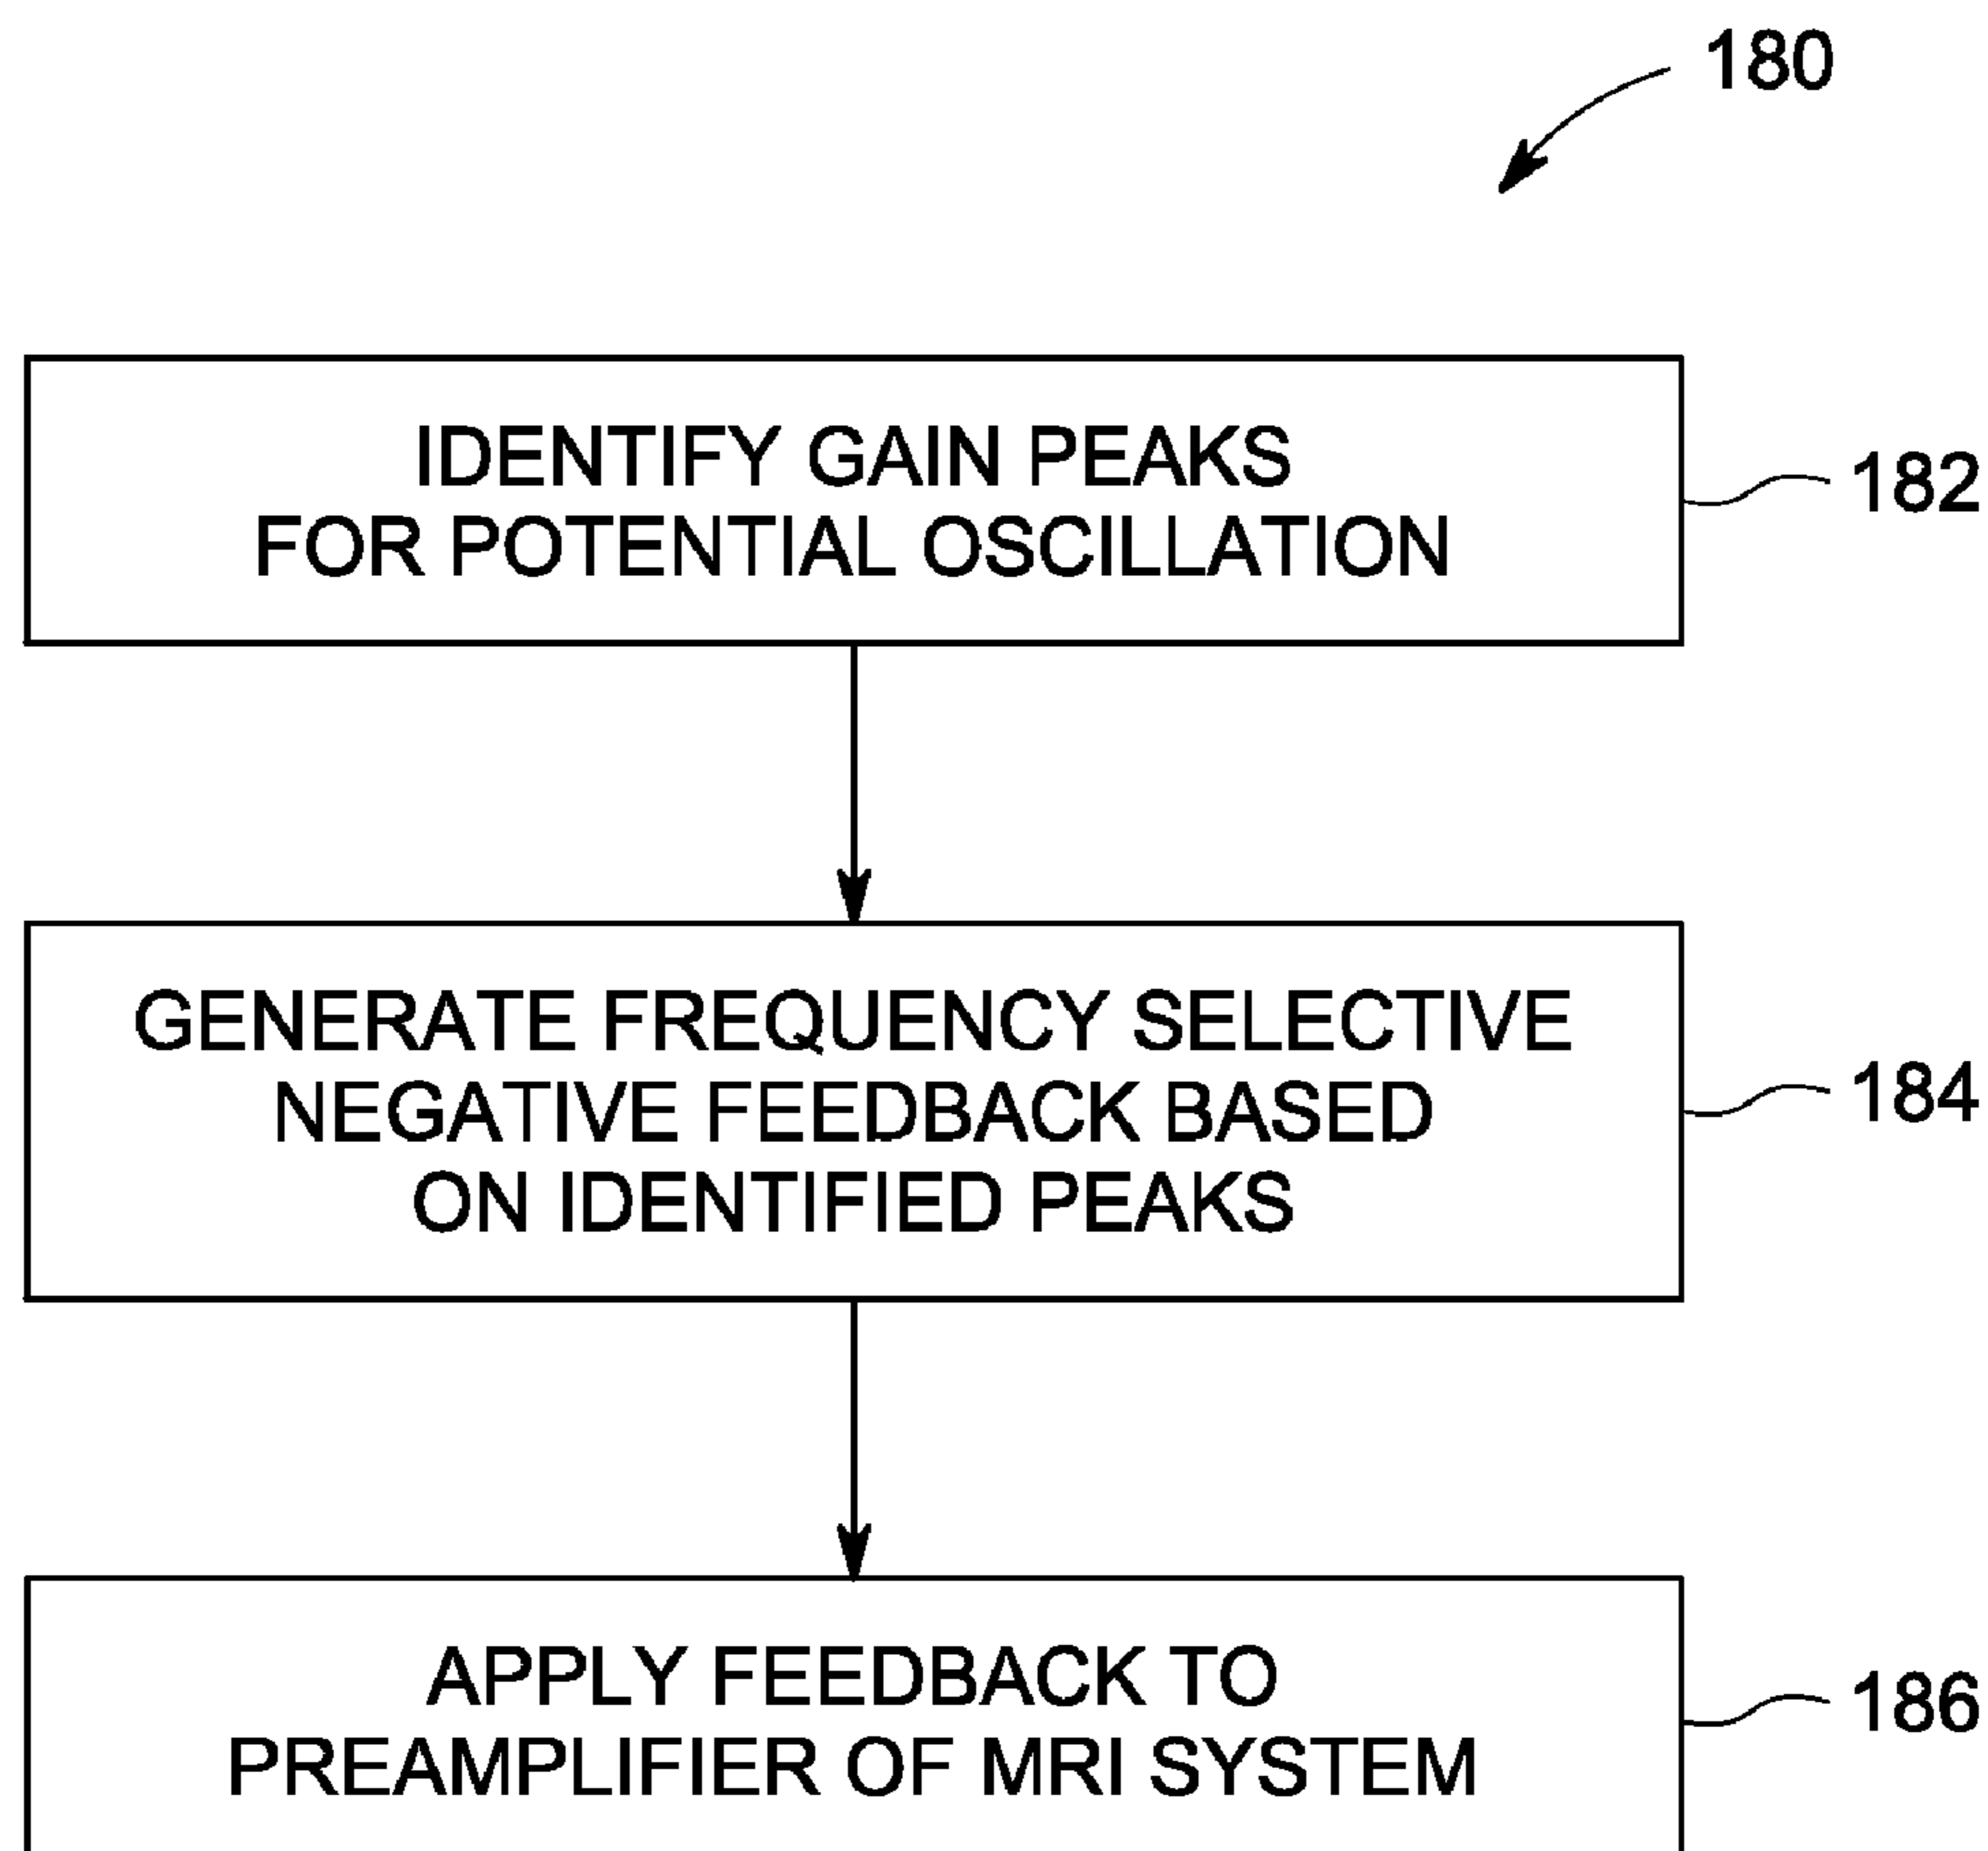 180
IDENTIFY GAIN PEAKS
FOR POTENTIAL OSCILLATION
182
GENERATE FREQUENCY SELECTIVE
NEGATIVE FEEDBACK BASED
ON IDENTIFIED PEAKS
184
APPLY FEEDBACK TO
PREAMPLIFIER OF MRI SYSTEM
186